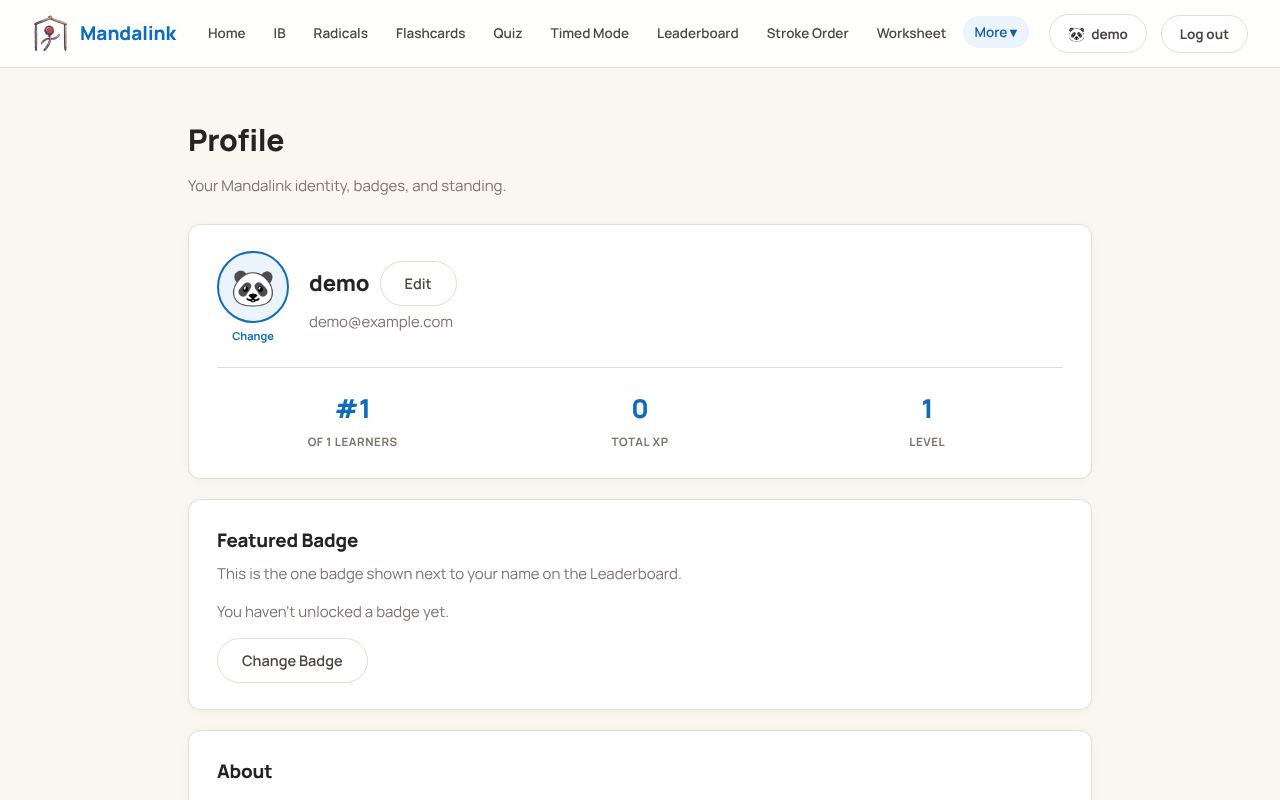 Mandalink
Home
IB
Radicals
Flashcards
Quiz
Timed Mode
Leaderboard
Stroke Order
Worksheet
More ▾
demo
Log out
Profile
Your Mandalink identity, badges, and standing.
demo
Edit
demo@example.com
Change
#1
OF 1 LEARNERS
0
TOTAL XP
1
LEVEL
Featured Badge
This is the one badge shown next to your name on the Leaderboard.
You haven't unlocked a badge yet.
Change Badge
About